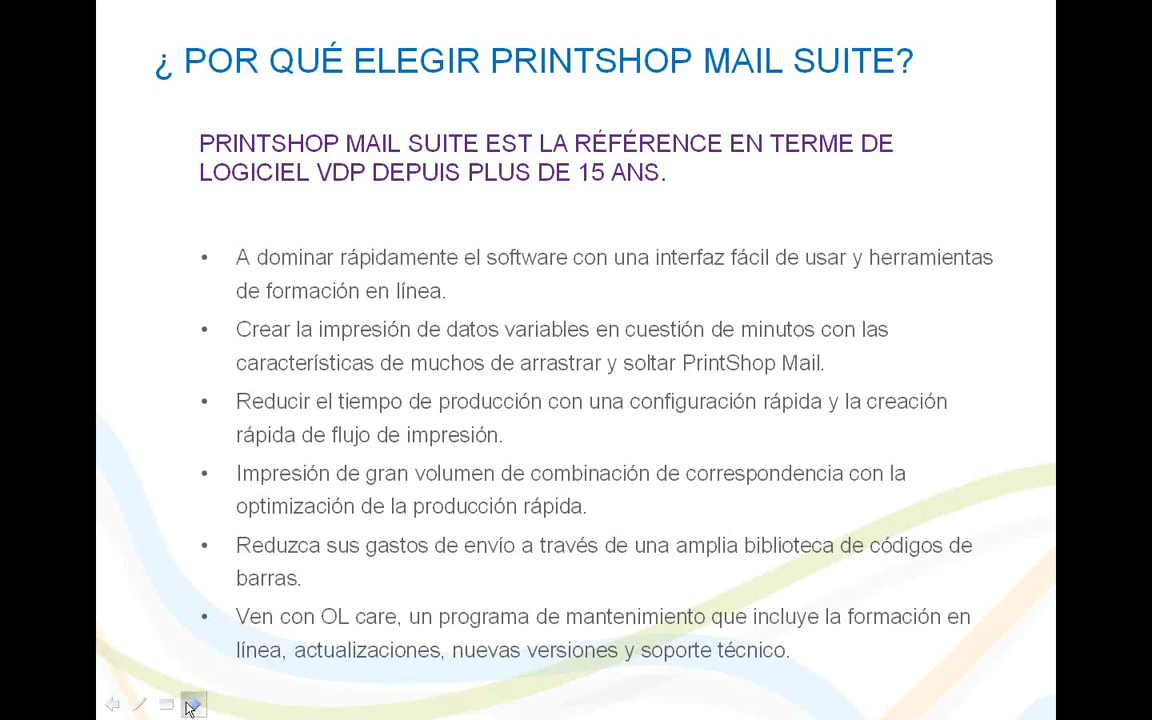 ¿ POR QUÉ ELEGIR PRINTSHOP MAIL SUITE?
PRINTSHOP MAIL SUITE EST LA RÉFÉRENCE EN TERME DE
LOGICIEL VDP DEPUIS PLUS DE 15 ANS.
• A dominar rápidamente el software con una interfaz fácil de usar y herramientas
de formación en línea.
• Crear la impresión de datos variables en cuestión de minutos con las
características de muchos de arrastrar y soltar PrintShop Mail.
• Reducir el tiempo de producción con una configuración rápida y la creación
rápida de flujo de impresión.
• Impresión de gran volumen de combinación de correspondencia con la
optimización de la producción rápida.
• Reduzca sus gastos de envío a través de una amplia biblioteca de códigos de
barras.
• Ven con OL care, un programa de mantenimiento que incluye la formación en
línea, actualizaciones, nuevas versiones y soporte técnico.